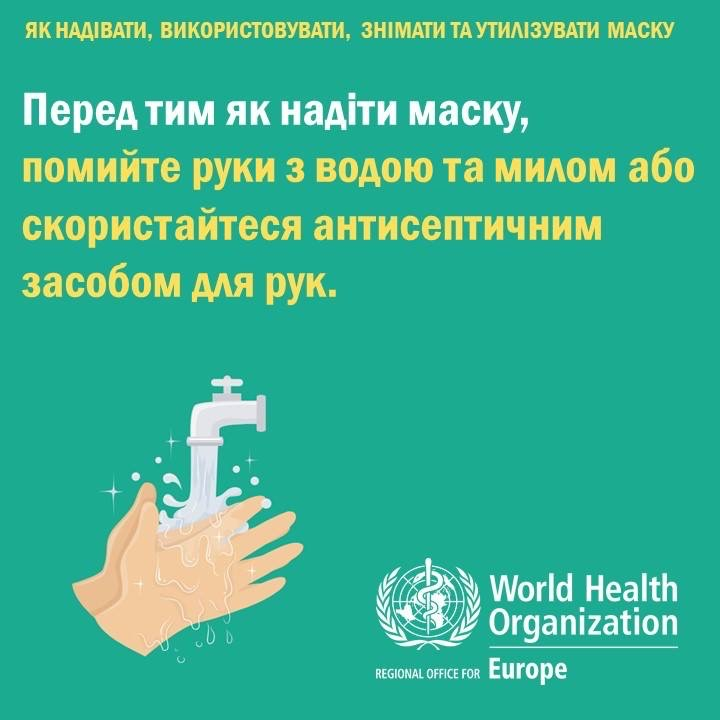 ЯК НАДІВАТИ, ВИКОРИСТОВУВАТИ, ЗНІМАТИ ТА УТИЛІЗУВАТИ МАСКУ
Перед тим як надіти маску,
помийте руки з водою та милом або
скористайтеся антисептичним
засобом для рук.
World Health
Organization
REGIONAL OFFICE FOR Europe